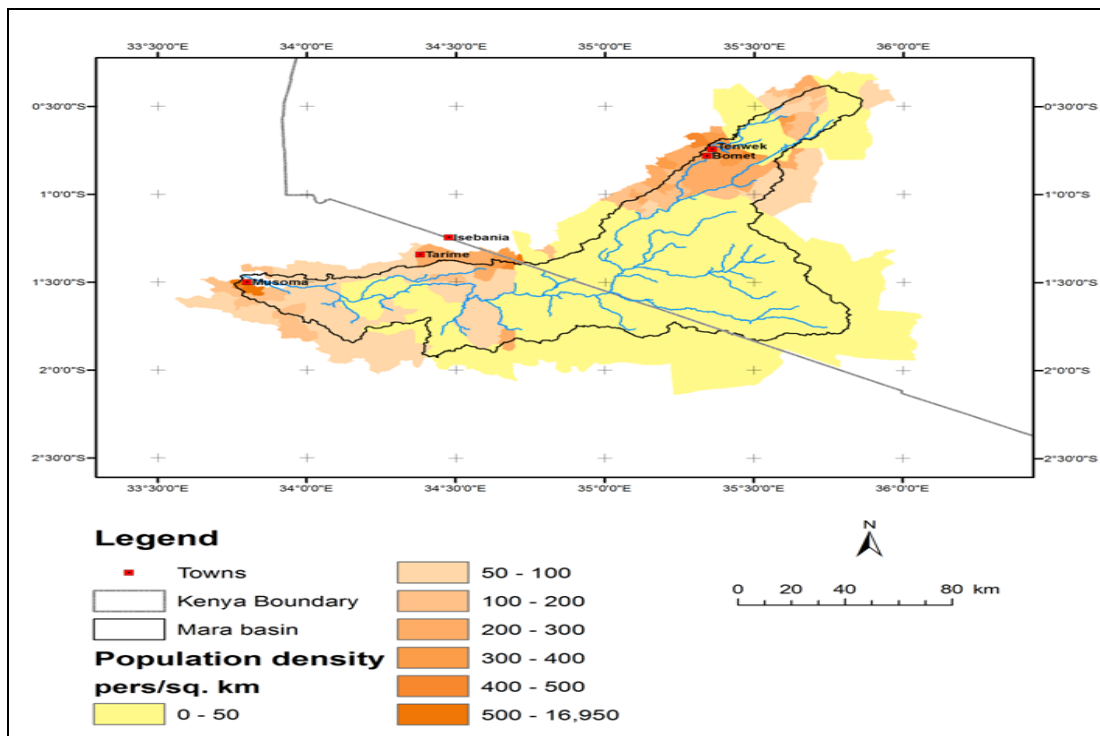 33°30'0"E 34°0'0"E 34°30'0"E 35°0'0"E 35°30'0"E 36°0'0"E
0°30'0"S 0°30'0"S
Tenwek
Bomet
1°0'0"S 1°0'0"S
Isebania
Tarime
1°30'0"S 1°30'0"S
Musoma
2°0'0"S 2°0'0"S
2°30'0"S 2°30'0"S
33°30'0"E 34°0'0"E 34°30'0"E 35°0'0"E 35°30'0"E 36°0'0"E
Legend
Towns
Kenya Boundary
Mara basin
Population density
pers/sq. km
0 - 50
50 - 100
100 - 200
200 - 300
300 - 400
400 - 500
500 - 16,950
N
0 20 40 80 km